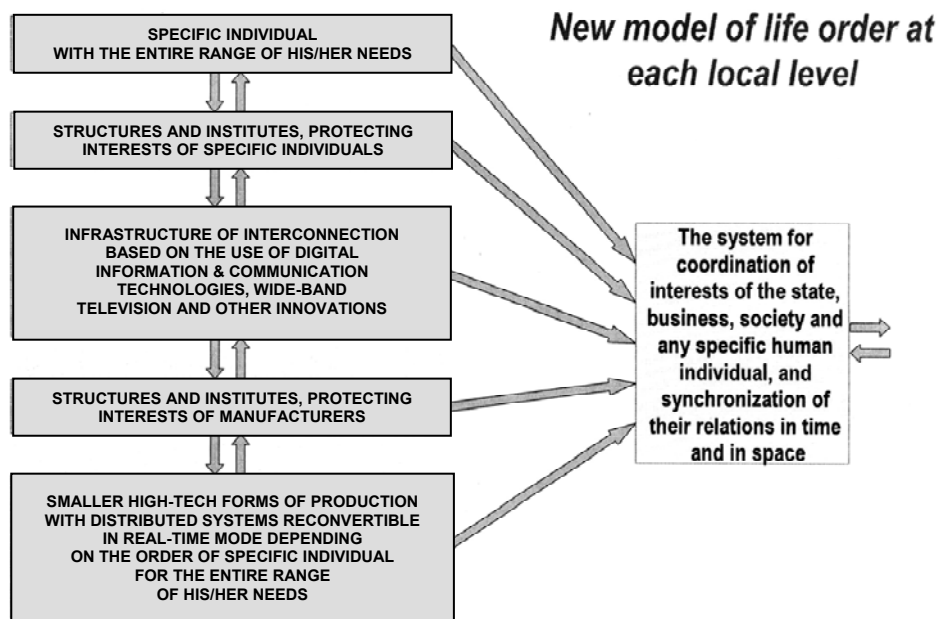 New model of life order at
each local level
SPECIFIC INDIVIDUAL
WITH THE ENTIRE RANGE OF HIS/HER NEEDS
STRUCTURES AND INSTITUTES, PROTECTING
INTERESTS OF SPECIFIC INDIVIDUALS
INFRASTRUCTURE OF INTERCONNECTION
BASED ON THE USE OF DIGITAL
INFORMATION & COMMUNICATION
TECHNOLOGIES, WIDE-BAND
TELEVISION AND OTHER INNOVATIONS
STRUCTURES AND INSTITUTES, PROTECTING
INTERESTS OF MANUFACTURERS
SMALLER HIGH-TECH FORMS OF PRODUCTION
WITH DISTRIBUTED SYSTEMS RECONVERTIBLE
IN REAL-TIME MODE DEPENDING
ON THE ORDER OF SPECIFIC INDIVIDUAL
FOR THE ENTIRE RANGE
OF HIS/HER NEEDS
The system for
coordination of
interests of the state,
business, society and
any specific human
individual, and
synchronization of
their relations in time
and in space